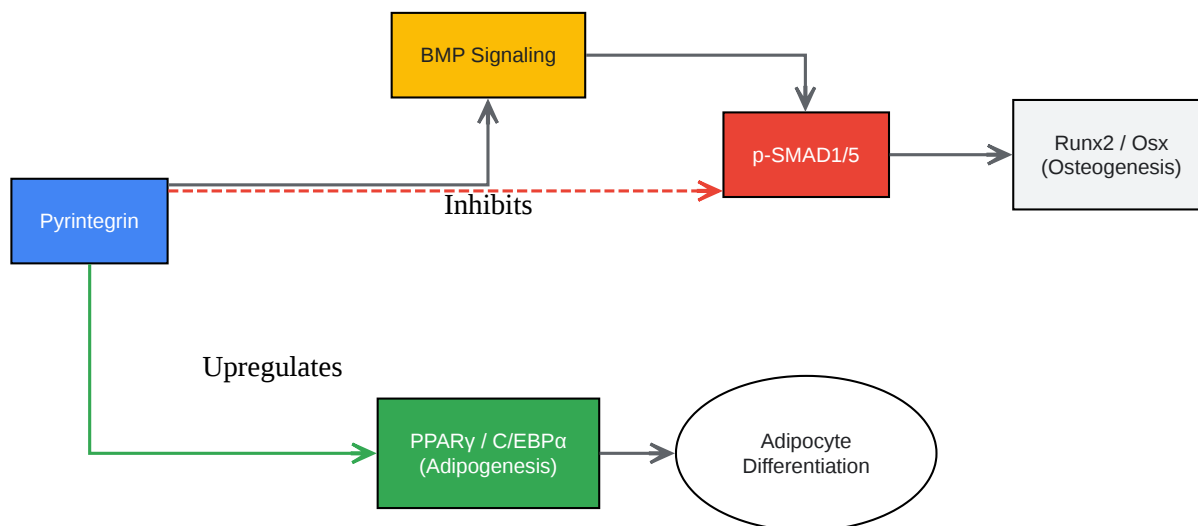 BMP Signaling
p-SMAD1/5
Runx2 / Osx
(Osteogenesis)
Pyrintegrin
Inhibits
Upregulates
PPARγ / C/EBPα
(Adipogenesis)
Adipocyte
Differentiation